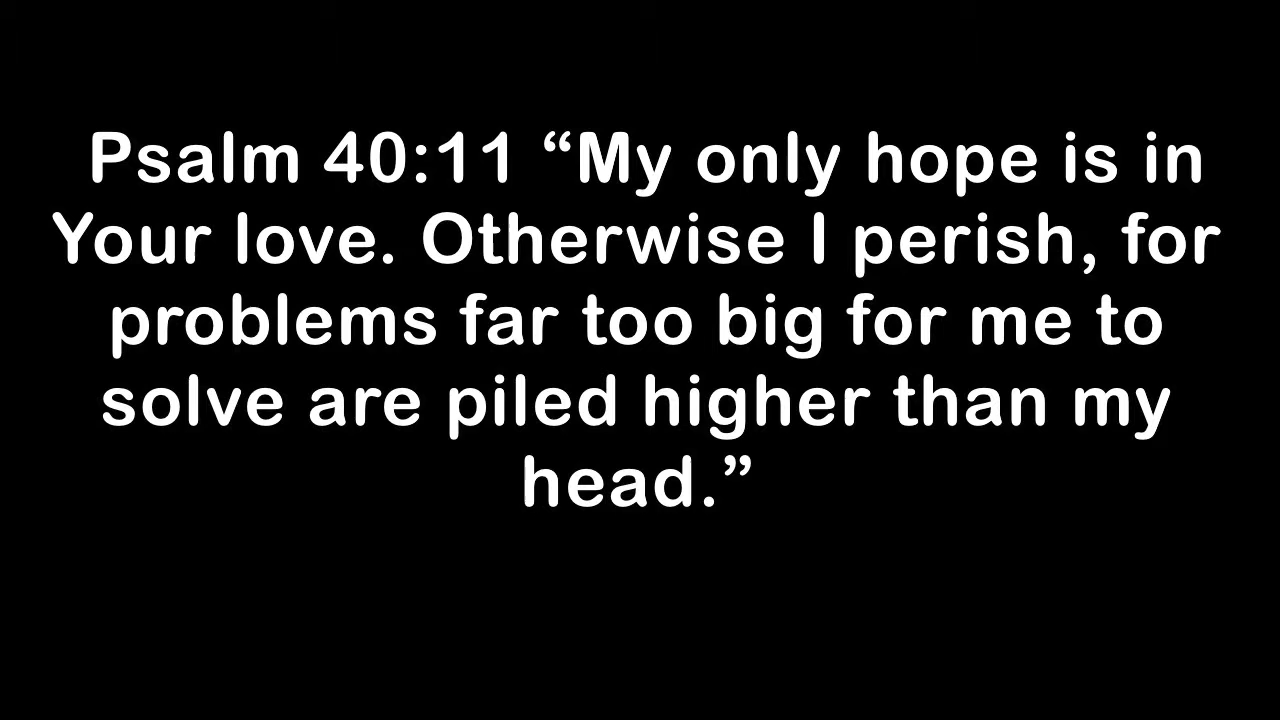 Psalm 40:11 “My only hope is in
Your love. Otherwise I perish, for
problems far too big for me to
solve are piled higher than my
head.”